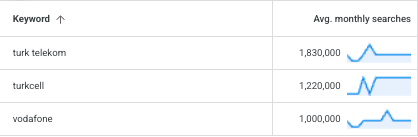 Keyword ↑ Avg. monthly searches
turk telekom 1,830,000
turkcell 1,220,000
vodafone 1,000,000